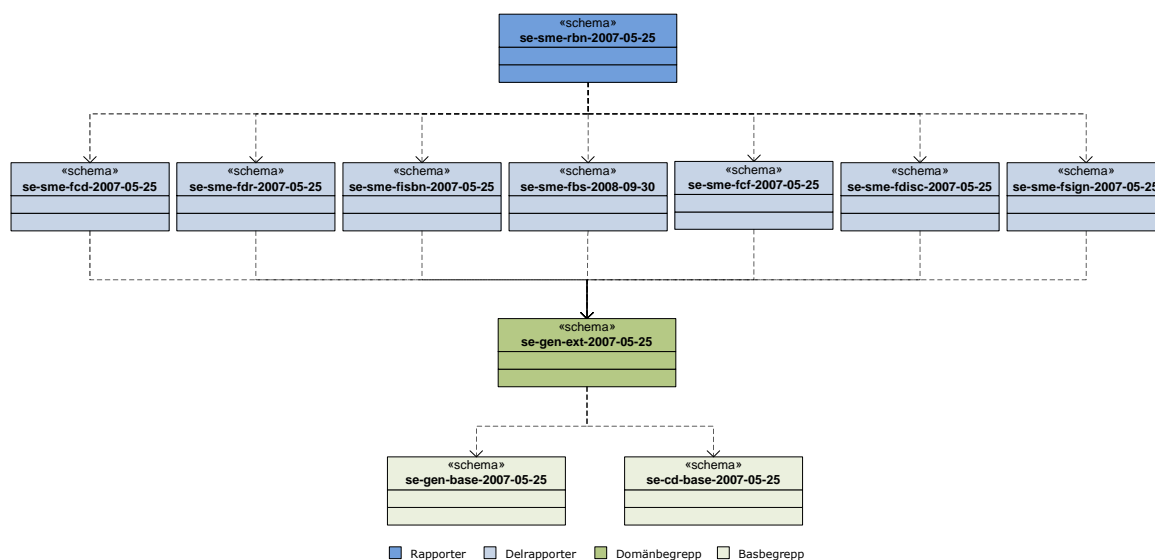 «schema»
se-sme-rbn-2007-05-25
«schema»
se-sme-fcd-2007-05-25
«schema»
se-sme-fdr-2007-05-25
«schema»
se-sme-fisbn-2007-05-25
«schema»
se-sme-fbs-2008-09-30
«schema»
se-sme-fcf-2007-05-25
«schema»
se-sme-fdisc-2007-05-25
«schema»
se-sme-fsign-2007-05-25
«schema»
se-gen-ext-2007-05-25
«schema»
se-gen-base-2007-05-25
«schema»
se-cd-base-2007-05-25
Rapporter Delrapporter Domänbegrepp Basbegrepp